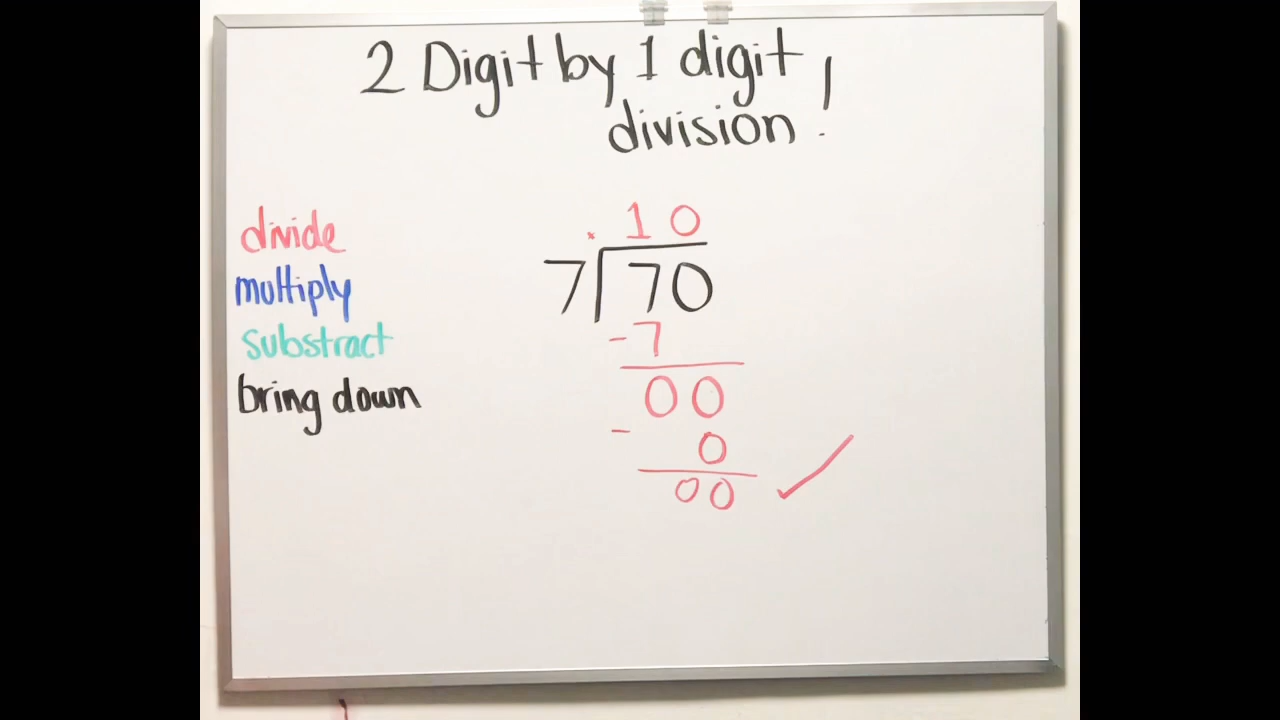 2 Digit by 1 digit
division !
divide
multiply
substract
bring down
10
7 70
-7
00
- 0
00